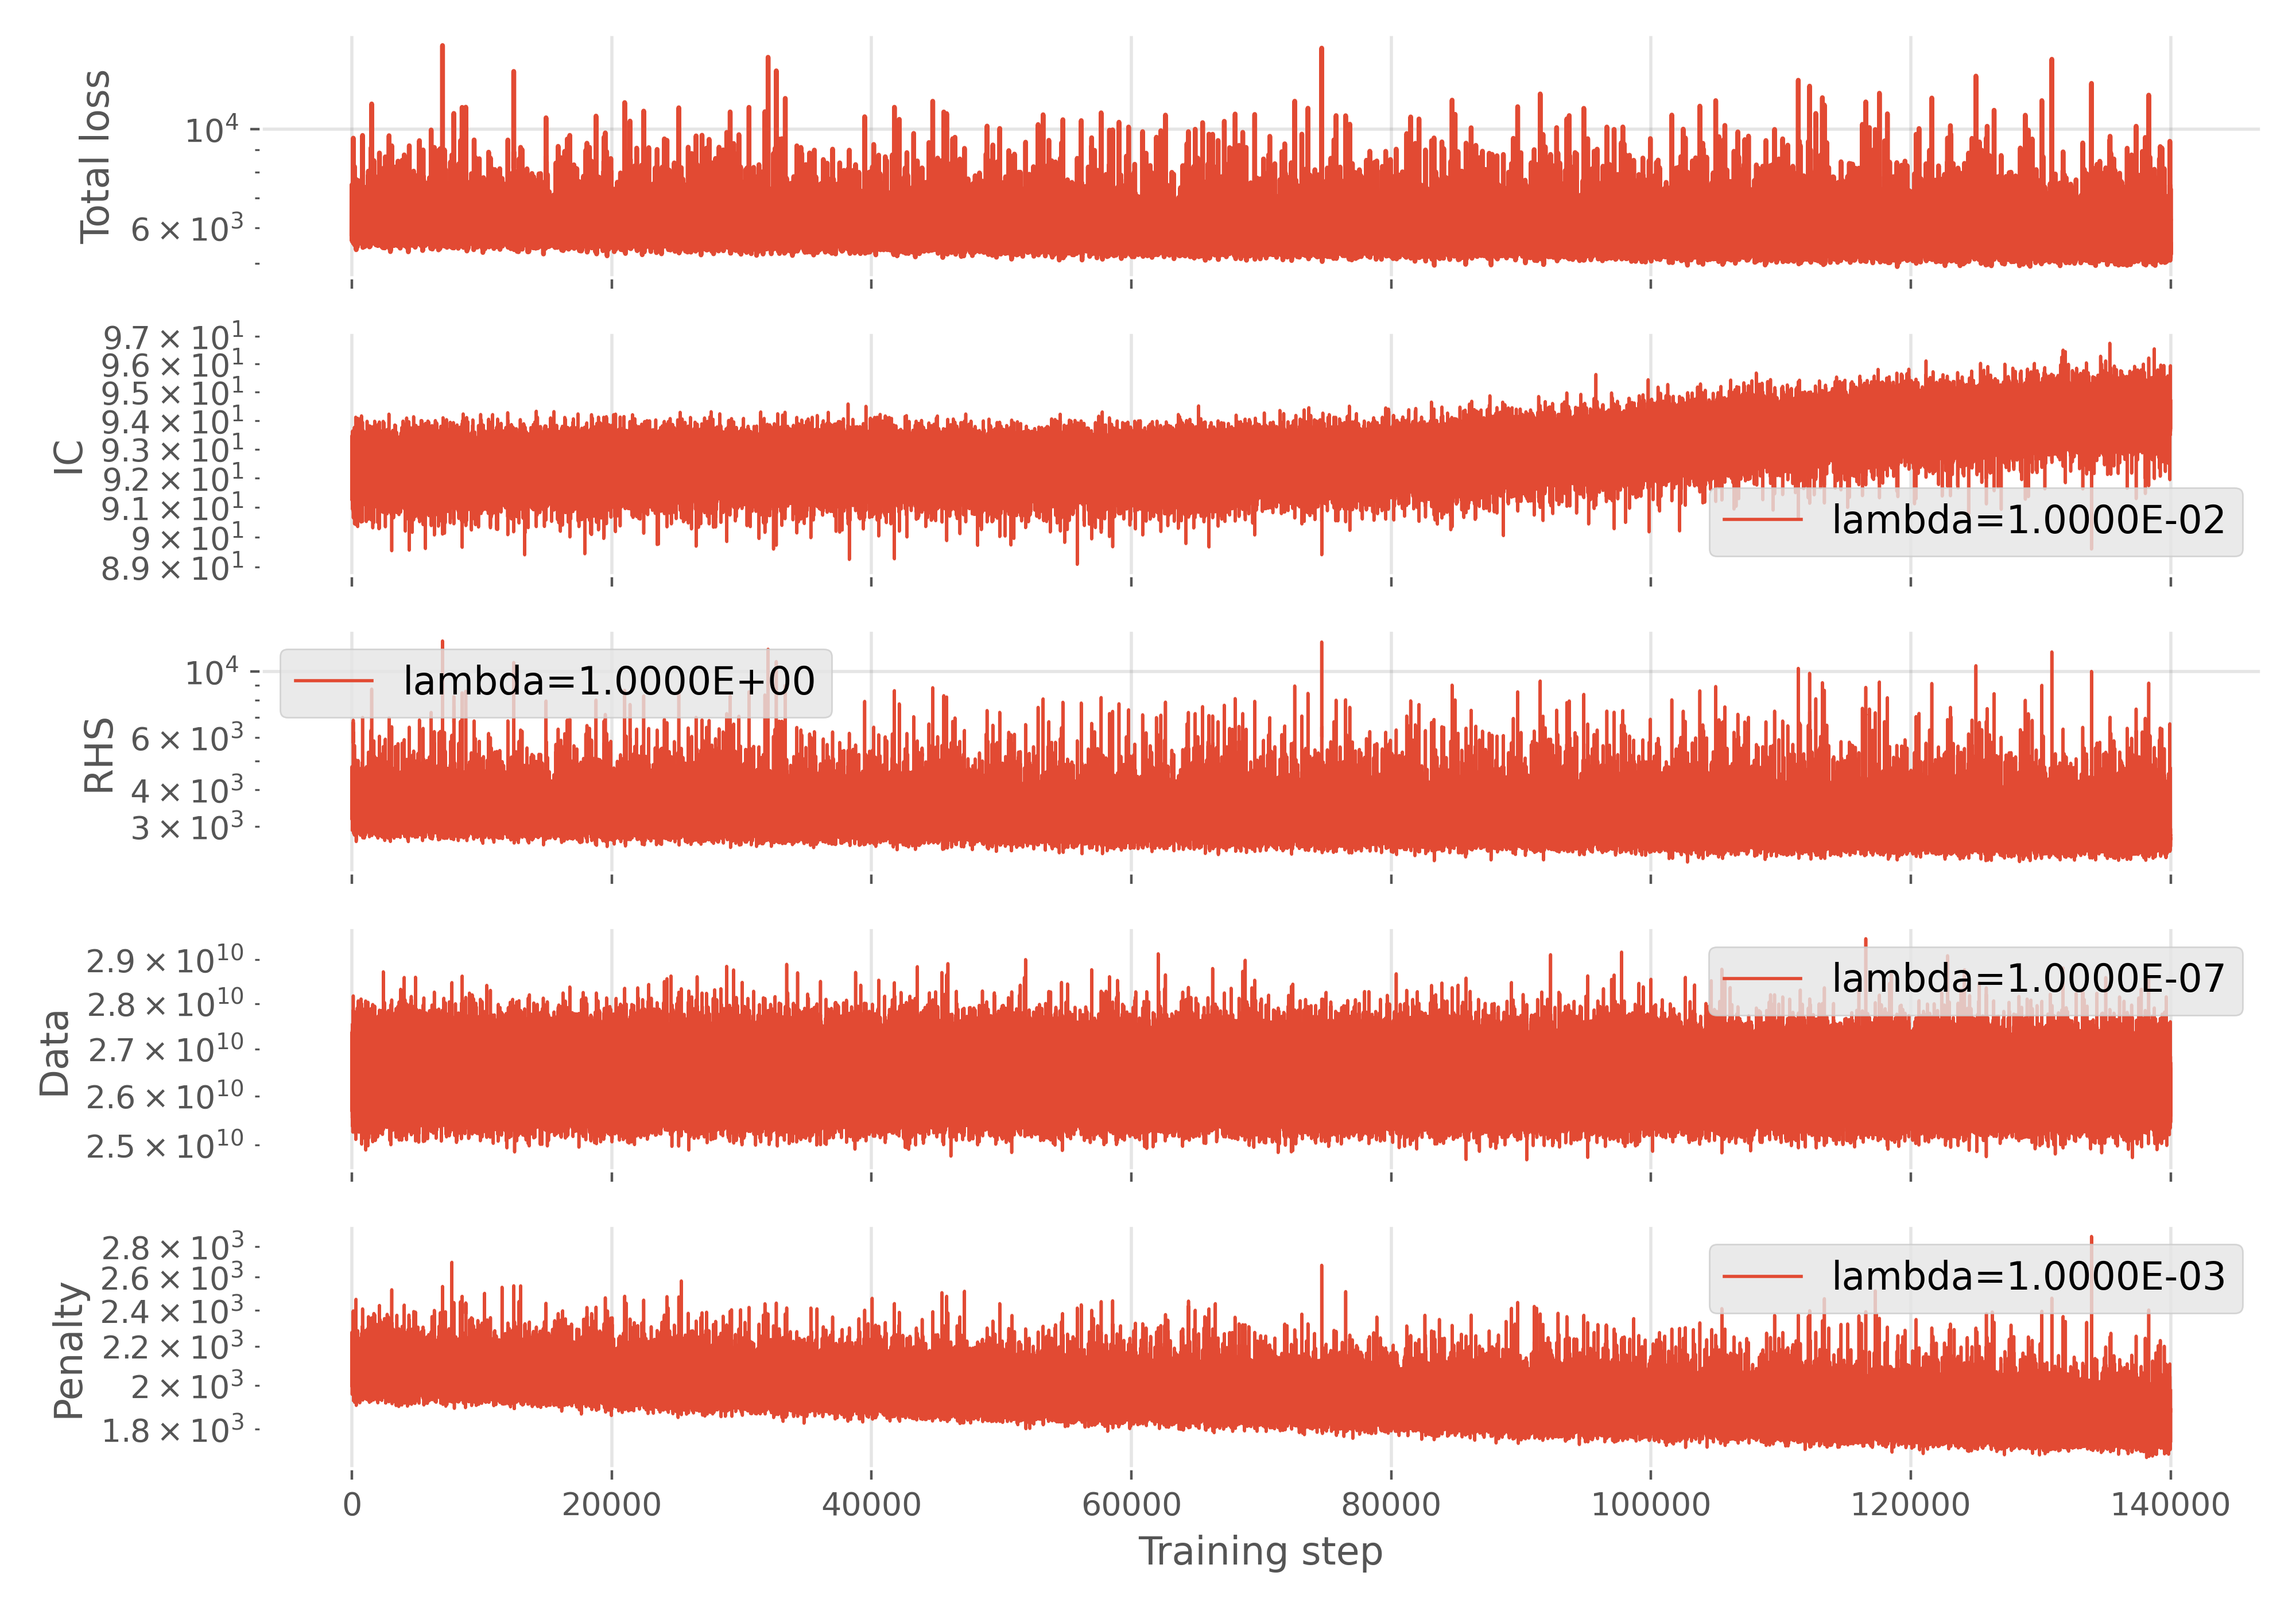 Total loss
10^4
6 × 10^3
IC
9.7 × 10^1
9.6 × 10^1
9.5 × 10^1
9.4 × 10^1
9.3 × 10^1
9.2 × 10^1
9.1 × 10^1
9 × 10^1
8.9 × 10^1
lambda=1.0000E-02
RHS
10^4
6 × 10^3
4 × 10^3
3 × 10^3
lambda=1.0000E+00
Data
2.9 × 10^10
2.8 × 10^10
2.7 × 10^10
2.6 × 10^10
2.5 × 10^10
lambda=1.0000E-07
Penalty
2.8 × 10^3
2.6 × 10^3
2.4 × 10^3
2.2 × 10^3
2 × 10^3
1.8 × 10^3
lambda=1.0000E-03
0 20000 40000 60000 80000 100000 120000 140000
Training step